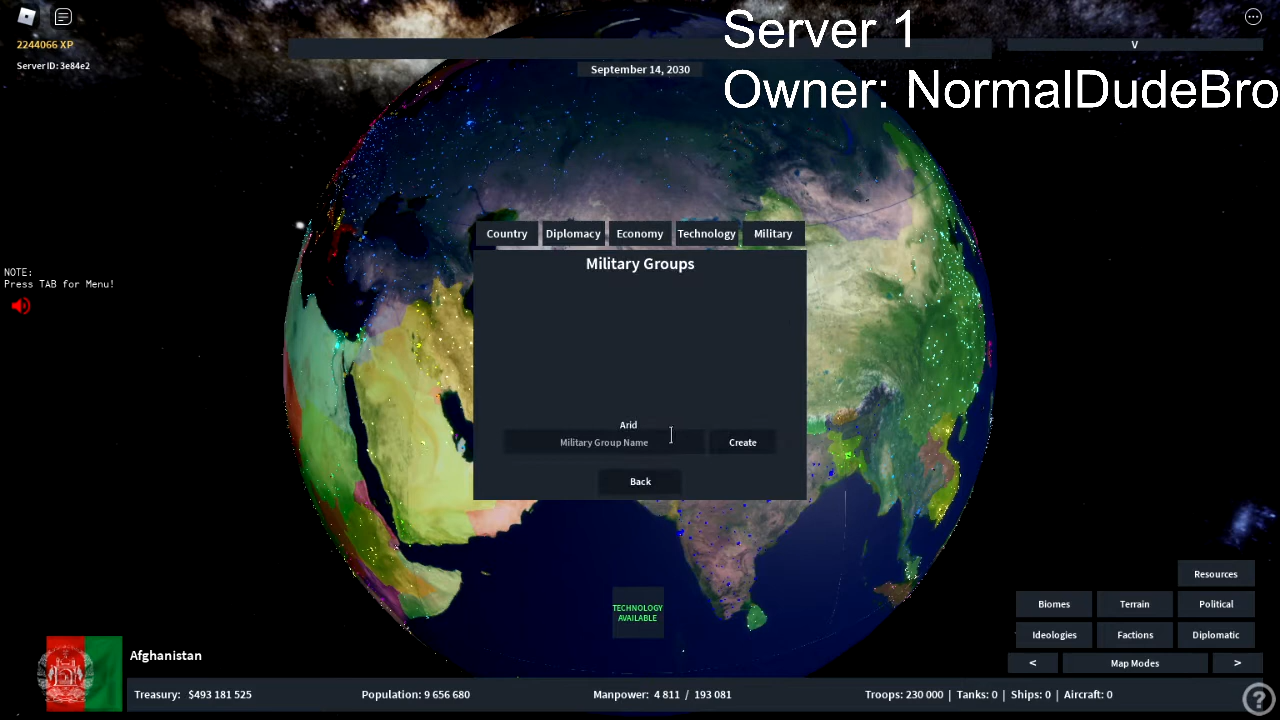 Server 1
Owner: NormalDudeBro
2244066 XP
Server ID: 3e84e2
V
September 14, 2030
NOTE:
Press TAB for Menu!
Country
Diplomacy
Economy
Technology
Military
Military Groups
Arid
Military Group Name
Create
Back
TECHNOLOGY
AVAILABLE
Resources
Biomes
Terrain
Political
Ideologies
Factions
Diplomatic
<
Map Modes
>
Afghanistan
Treasury: $493 181 525
Population: 9 656 680
Manpower: 4 811 / 193 081
Troops: 230 000 | Tanks: 0 | Ships: 0 | Aircraft: 0
?